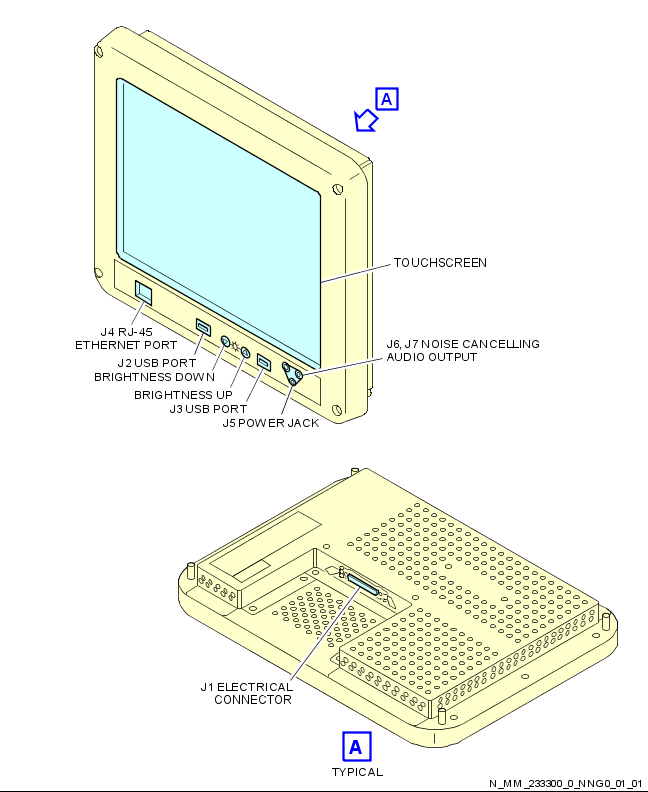 A
TOUCHSCREEN
J4 RJ-45
ETHERNET PORT
J6, J7 NOISE CANCELLING
AUDIO OUTPUT
J2 USB PORT
BRIGHTNESS DOWN
BRIGHTNESS UP
J3 USB PORT
J5 POWER JACK
J1 ELECTRICAL
CONNECTOR
A
TYPICAL
N_MM_233300_0_NNG0_01_01